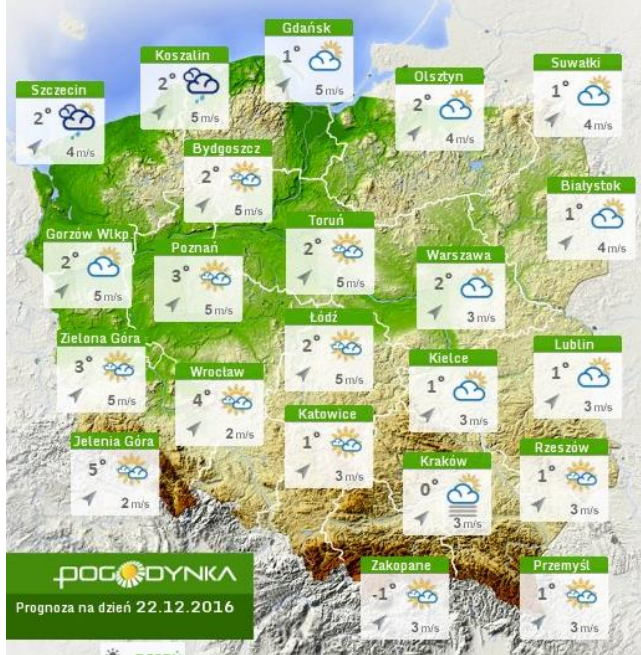 Gdańsk
1°
5 m/s
Koszalin
2°
5 m/s
Szczecin
2°
4 m/s
Olsztyn
2°
4 m/s
Suwałki
1°
4 m/s
Bydgoszcz
2°
5 m/s
Białystok
1°
4 m/s
Gorzów Wlkp
2°
5 m/s
Poznań
3°
5 m/s
Toruń
2°
5 m/s
Warszawa
2°
3 m/s
Zielona Góra
3°
5 m/s
Wrocław
4°
2 m/s
Łódź
2°
5 m/s
Kielce
1°
3 m/s
Lublin
1°
3 m/s
Jelenia Góra
5°
2 m/s
Katowice
1°
3 m/s
Kraków
0°
3 m/s
Rzeszów
1°
3 m/s
Zakopane
-1°
3 m/s
Przemyśl
1°
3 m/s
POGODYNKA
Prognoza na dzień 22.12.2016